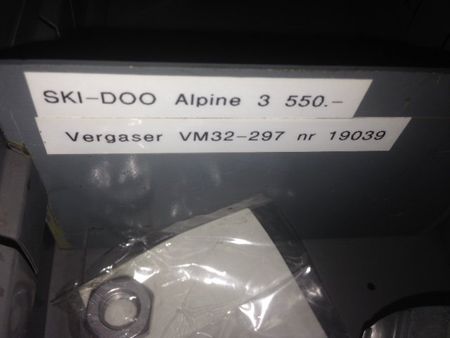 SKI-DOO Alpine 3 550.-
Vergaser VM32-297 nr 19039